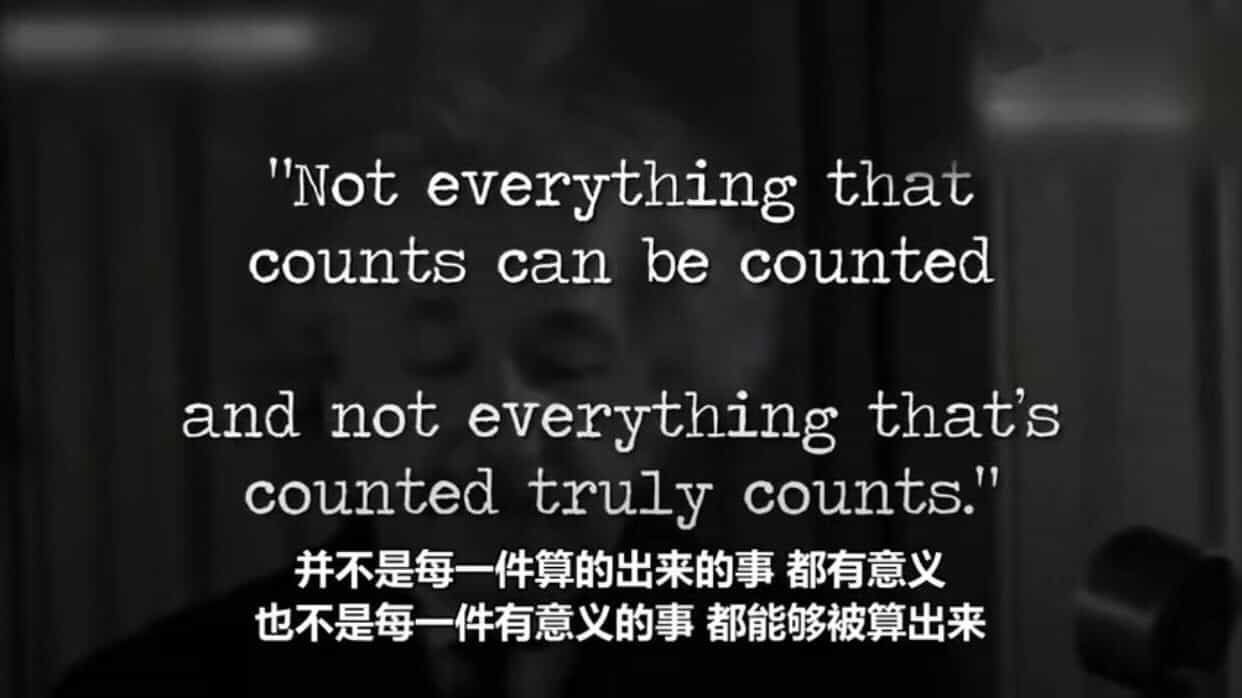 "Not everything that
counts can be counted
and not everything that's
counted truly counts."
并不是每一件算的出来的事 都有意义
也不是每一件有意义的事 都能够被算出来